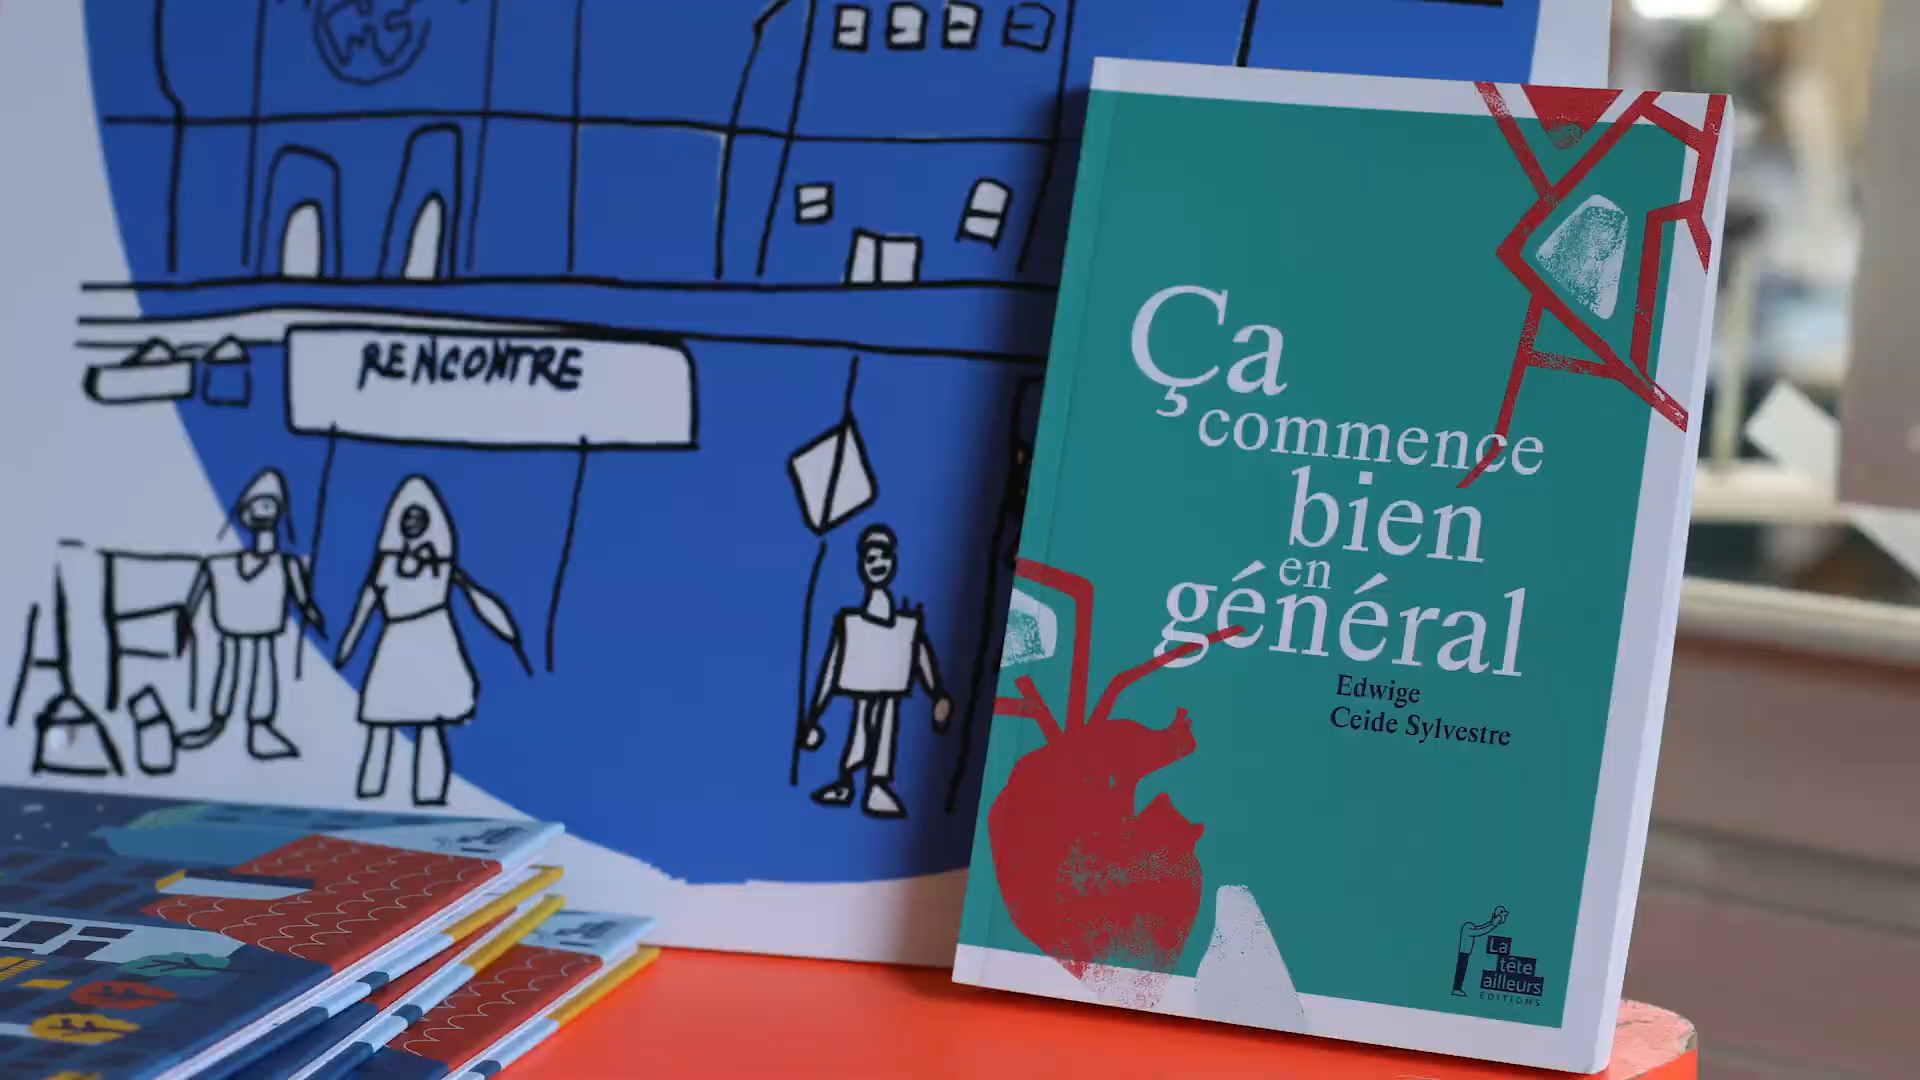 RENCONTRE
Ça
commence
bien
en
général
Edwige
Ceide Sylvestre
La
tête
ailleurs
EDITIONS